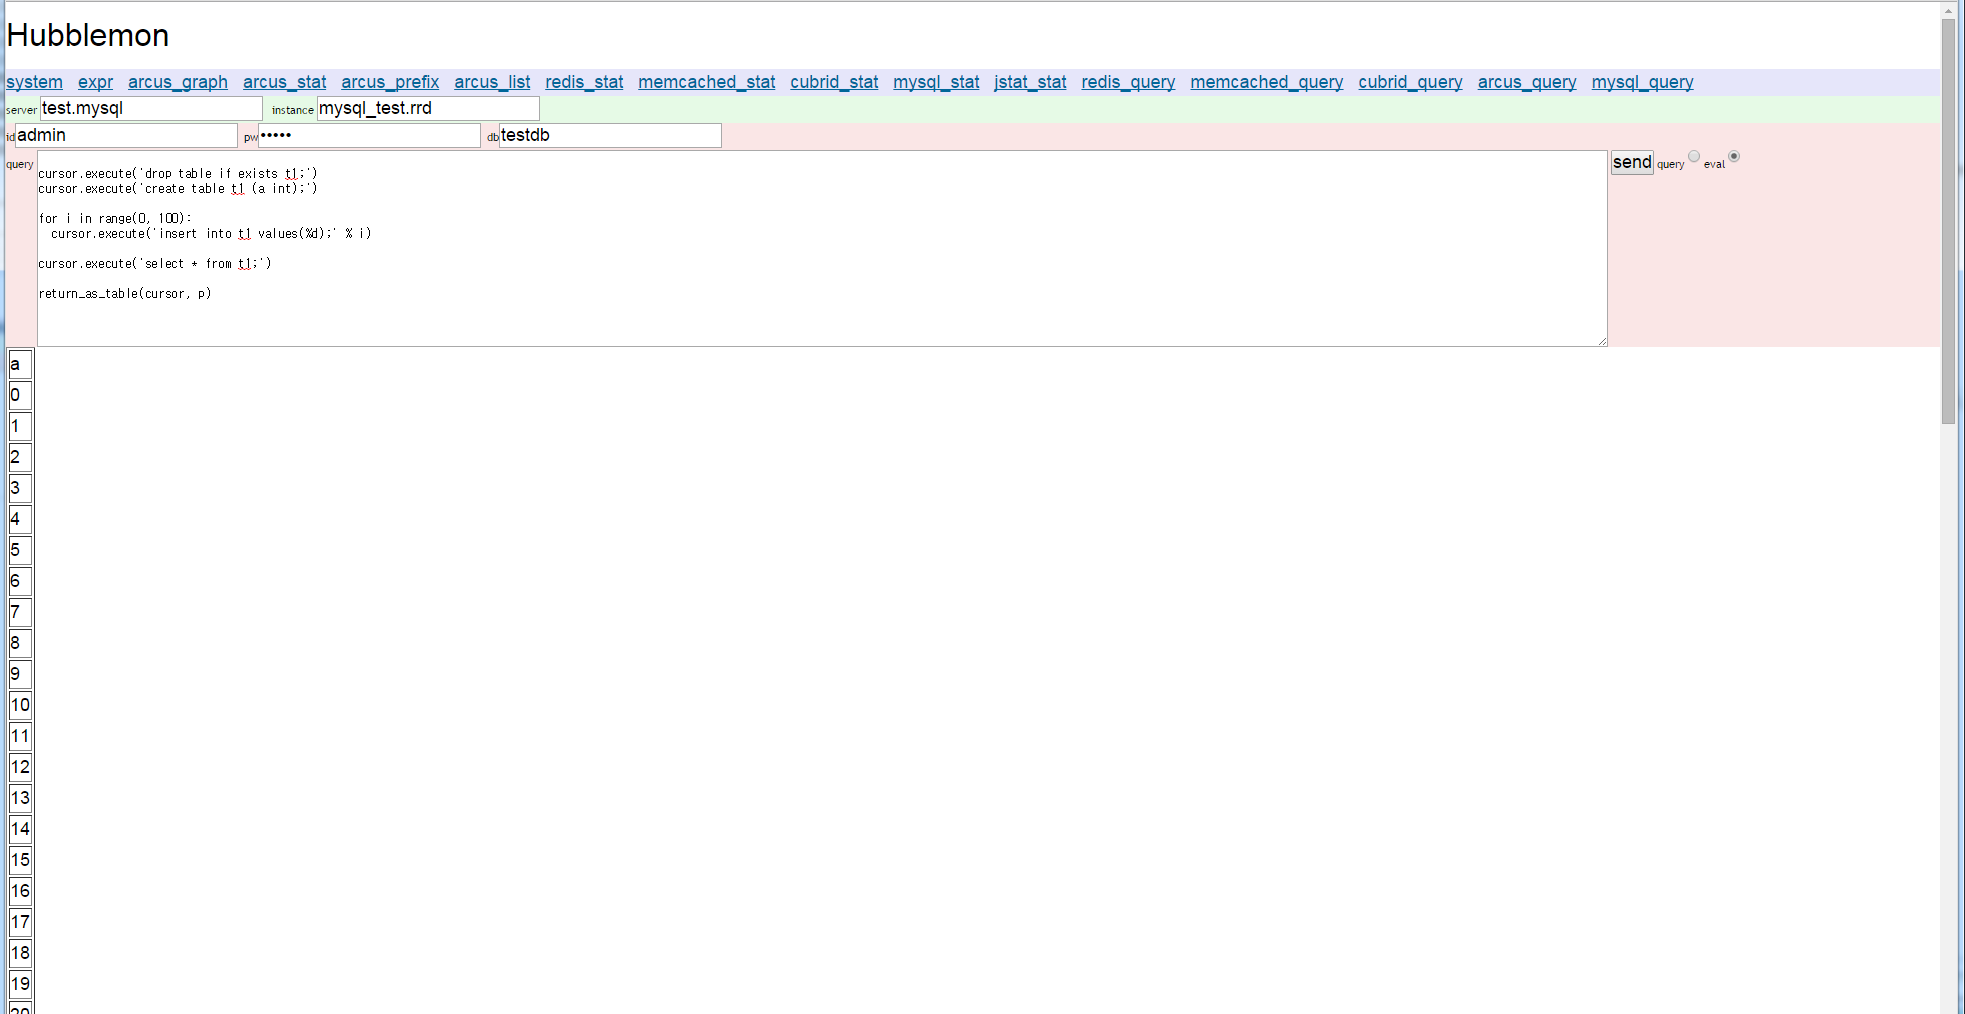 Hubblemon
system expr arcus_graph arcus_stat arcus_prefix arcus_list redis_stat memcached_stat cubrid_stat mysql_stat jstat_stat redis_query memcached_query cubrid_query arcus_query mysql_query
server test.mysql instance mysql_test.rrd
id admin pw ••••• db testdb
query
cursor.execute('drop table if exists t1;')
cursor.execute('create table t1 (a int);')
for i in range(0, 100):
cursor.execute('insert into t1 values(%d);' % i)
cursor.execute('select * from t1;')
return_as_table(cursor, p)
send query eval
a
0
1
2
3
4
5
6
7
8
9
10
11
12
13
14
15
16
17
18
19
20